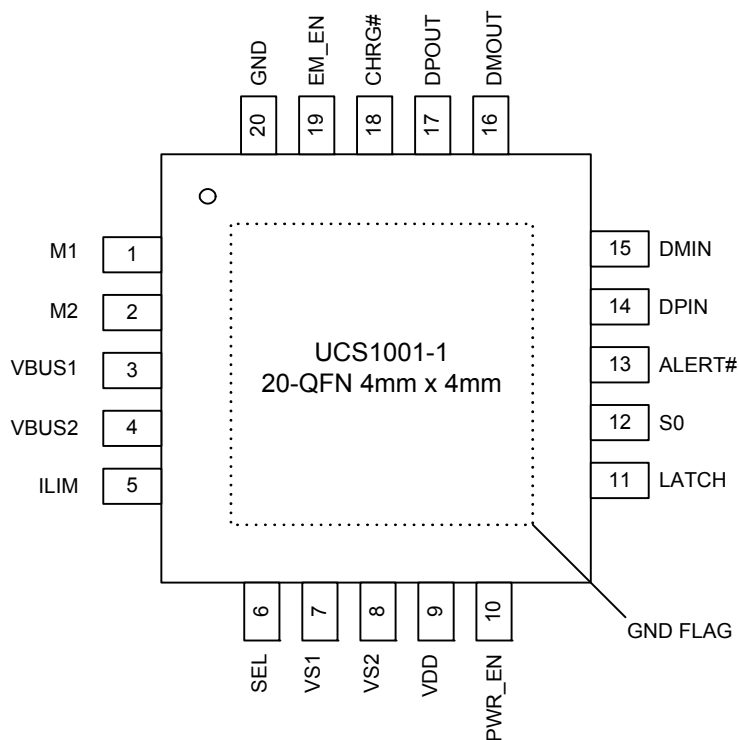 GND
EM_EN
CHRG#
DPOUT
DMOUT
20
19
18
17
16
M1 1
M2 2
VBUS1 3
VBUS2 4
ILIM 5
15 DMIN
14 DPIN
13 ALERT#
12 S0
11 LATCH
UCS1001-1
20-QFN 4mm x 4mm
6
7
8
9
10
SEL
VS1
VS2
VDD
PWR_EN
GND FLAG